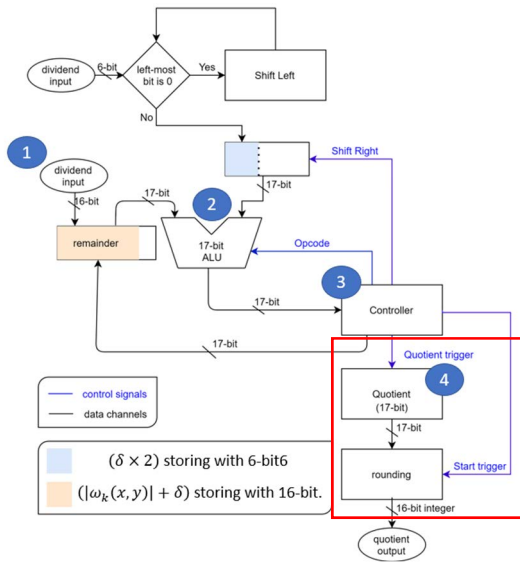 dividend
input
6-bit
left-most
bit is 0
Yes
Shift Left
No
1
dividend
input
16-bit
17-bit
2
17-bit
Shift Right
remainder
17-bit
ALU
Opcode
3
17-bit
Controller
17-bit
Quotient trigger
4
control signals
data channels
Quotient
(17-bit)
17-bit
(δ × 2) storing with 6-bit6
(|ω_k(x, y)| + δ) storing with 16-bit.
rounding
Start trigger
16-bit integer
quotient
output